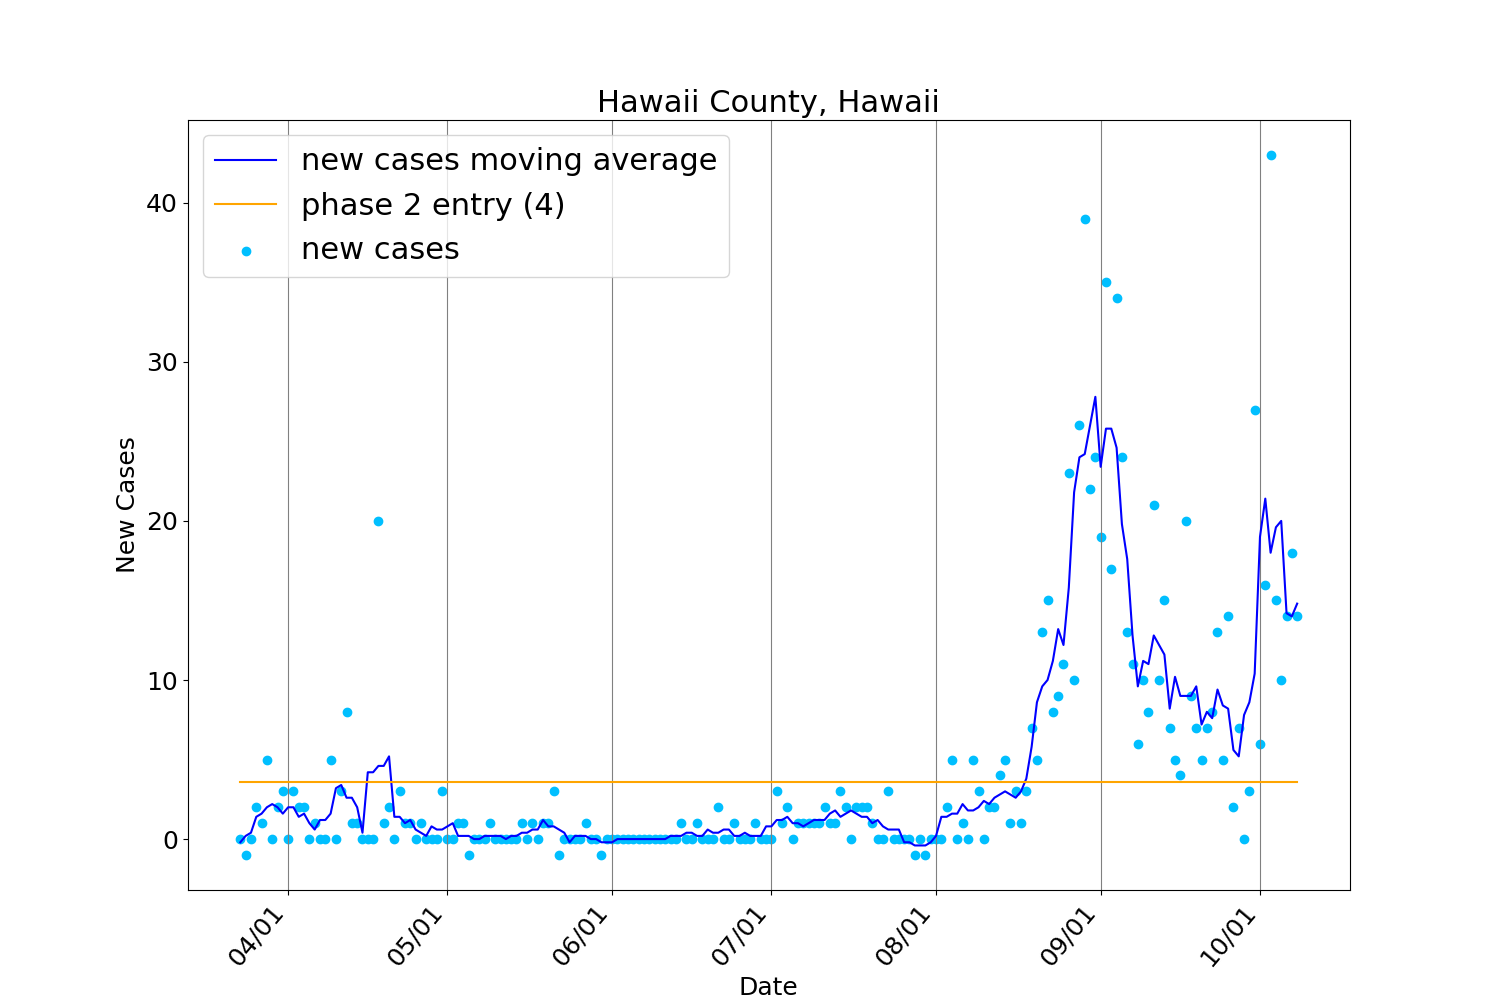 Hawaii County, Hawaii
new cases moving average
phase 2 entry (4)
new cases
40
30
20
10
0
New Cases
04/01
05/01
06/01
07/01
08/01
09/01
10/01
Date